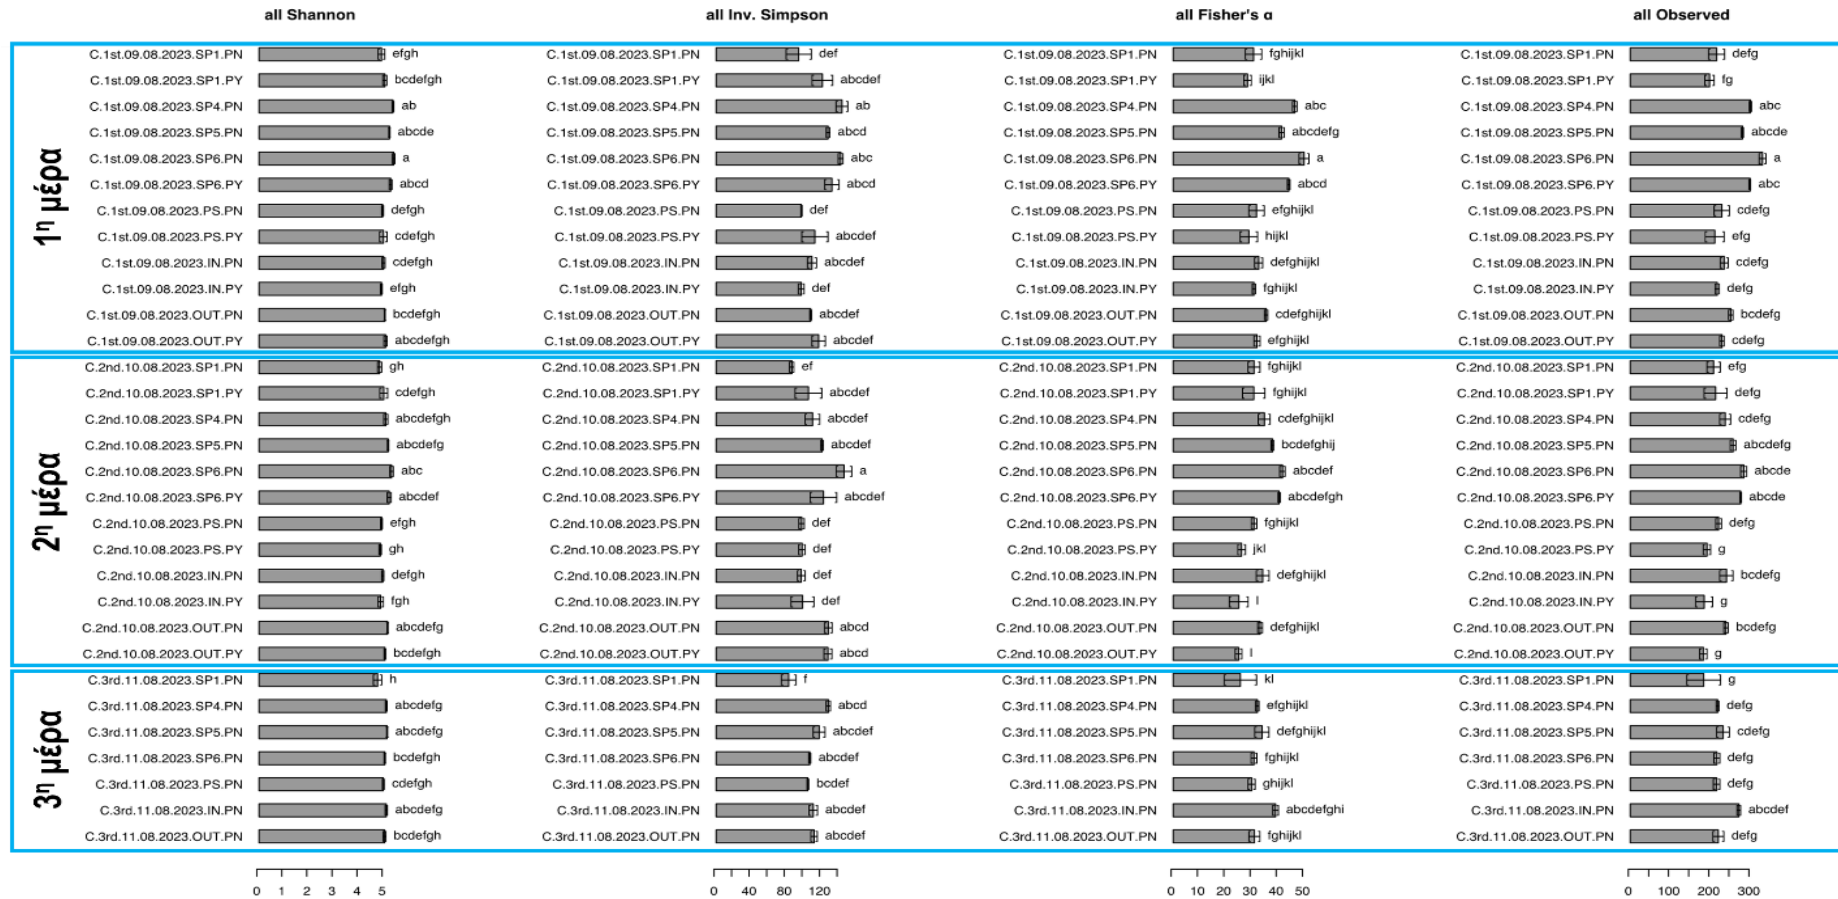 all Shannon all Inv. Simpson all Fisher's α all Observed
1η μέρα
C.1st.09.08.2023.SP1.PN efgh C.1st.09.08.2023.SP1.PN def C.1st.09.08.2023.SP1.PN fghijkl C.1st.09.08.2023.SP1.PN defg
C.1st.09.08.2023.SP1.PY bcdefgh C.1st.09.08.2023.SP1.PY abcdef C.1st.09.08.2023.SP1.PY ijkl C.1st.09.08.2023.SP1.PY fg
C.1st.09.08.2023.SP4.PN ab C.1st.09.08.2023.SP4.PN ab C.1st.09.08.2023.SP4.PN abc C.1st.09.08.2023.SP4.PN abc
C.1st.09.08.2023.SP5.PN abcde C.1st.09.08.2023.SP5.PN abcd C.1st.09.08.2023.SP5.PN abcdefg C.1st.09.08.2023.SP5.PN abcde
C.1st.09.08.2023.SP6.PN a C.1st.09.08.2023.SP6.PN abc C.1st.09.08.2023.SP6.PN a C.1st.09.08.2023.SP6.PN a
C.1st.09.08.2023.SP6.PY abcd C.1st.09.08.2023.SP6.PY abcd C.1st.09.08.2023.SP6.PY abcd C.1st.09.08.2023.SP6.PY abc
C.1st.09.08.2023.PS.PN defgh C.1st.09.08.2023.PS.PN def C.1st.09.08.2023.PS.PN efghijkl C.1st.09.08.2023.PS.PN cdefg
C.1st.09.08.2023.PS.PY cdefgh C.1st.09.08.2023.PS.PY abcdef C.1st.09.08.2023.PS.PY hijkl C.1st.09.08.2023.PS.PY efg
C.1st.09.08.2023.IN.PN cdefgh C.1st.09.08.2023.IN.PN abcdef C.1st.09.08.2023.IN.PN defghijkl C.1st.09.08.2023.IN.PN cdefg
C.1st.09.08.2023.IN.PY efgh C.1st.09.08.2023.IN.PY def C.1st.09.08.2023.IN.PY fghijkl C.1st.09.08.2023.IN.PY defg
C.1st.09.08.2023.OUT.PN bcdefgh C.1st.09.08.2023.OUT.PN abcdef C.1st.09.08.2023.OUT.PN cdefghijkl C.1st.09.08.2023.OUT.PN bcdefg
C.1st.09.08.2023.OUT.PY abcdefgh C.1st.09.08.2023.OUT.PY abcdef C.1st.09.08.2023.OUT.PY efghijkl C.1st.09.08.2023.OUT.PY cdefg
2η μέρα
C.2nd.10.08.2023.SP1.PN gh C.2nd.10.08.2023.SP1.PN ef C.2nd.10.08.2023.SP1.PN fghijkl C.2nd.10.08.2023.SP1.PN efg
C.2nd.10.08.2023.SP1.PY cdefgh C.2nd.10.08.2023.SP1.PY abcdef C.2nd.10.08.2023.SP1.PY fghijkl C.2nd.10.08.2023.SP1.PY defg
C.2nd.10.08.2023.SP4.PN abcdefgh C.2nd.10.08.2023.SP4.PN abcdef C.2nd.10.08.2023.SP4.PN cdefghijkl C.2nd.10.08.2023.SP4.PN cdefg
C.2nd.10.08.2023.SP5.PN abcdefg C.2nd.10.08.2023.SP5.PN abcdef C.2nd.10.08.2023.SP5.PN bcdefghij C.2nd.10.08.2023.SP5.PN abcdefg
C.2nd.10.08.2023.SP6.PN abc C.2nd.10.08.2023.SP6.PN a C.2nd.10.08.2023.SP6.PN abcdef C.2nd.10.08.2023.SP6.PN abcde
C.2nd.10.08.2023.SP6.PY abcdef C.2nd.10.08.2023.SP6.PY abcdef C.2nd.10.08.2023.SP6.PY abcdefgh C.2nd.10.08.2023.SP6.PY abcde
C.2nd.10.08.2023.PS.PN efgh C.2nd.10.08.2023.PS.PN def C.2nd.10.08.2023.PS.PN fghijkl C.2nd.10.08.2023.PS.PN defg
C.2nd.10.08.2023.PS.PY gh C.2nd.10.08.2023.PS.PY def C.2nd.10.08.2023.PS.PY jkl C.2nd.10.08.2023.PS.PY g
C.2nd.10.08.2023.IN.PN defgh C.2nd.10.08.2023.IN.PN def C.2nd.10.08.2023.IN.PN defghijkl C.2nd.10.08.2023.IN.PN bcdefg
C.2nd.10.08.2023.IN.PY fgh C.2nd.10.08.2023.IN.PY def C.2nd.10.08.2023.IN.PY l C.2nd.10.08.2023.IN.PY g
C.2nd.10.08.2023.OUT.PN abcdefg C.2nd.10.08.2023.OUT.PN abcd C.2nd.10.08.2023.OUT.PN defghijkl C.2nd.10.08.2023.OUT.PN bcdefg
C.2nd.10.08.2023.OUT.PY bcdefgh C.2nd.10.08.2023.OUT.PY abcd C.2nd.10.08.2023.OUT.PY l C.2nd.10.08.2023.OUT.PY g
3η μέρα
C.3rd.11.08.2023.SP1.PN h C.3rd.11.08.2023.SP1.PN f C.3rd.11.08.2023.SP1.PN kl C.3rd.11.08.2023.SP1.PN g
C.3rd.11.08.2023.SP4.PN abcdefg C.3rd.11.08.2023.SP4.PN abcd C.3rd.11.08.2023.SP4.PN efghijkl C.3rd.11.08.2023.SP4.PN defg
C.3rd.11.08.2023.SP5.PN abcdefg C.3rd.11.08.2023.SP5.PN abcdef C.3rd.11.08.2023.SP5.PN defghijkl C.3rd.11.08.2023.SP5.PN cdefg
C.3rd.11.08.2023.SP6.PN bcdefgh C.3rd.11.08.2023.SP6.PN abcdef C.3rd.11.08.2023.SP6.PN fghijkl C.3rd.11.08.2023.SP6.PN defg
C.3rd.11.08.2023.PS.PN cdefgh C.3rd.11.08.2023.PS.PN bcdef C.3rd.11.08.2023.PS.PN ghijkl C.3rd.11.08.2023.PS.PN defg
C.3rd.11.08.2023.IN.PN abcdefg C.3rd.11.08.2023.IN.PN abcdef C.3rd.11.08.2023.IN.PN abcdefghi C.3rd.11.08.2023.IN.PN abcdef
C.3rd.11.08.2023.OUT.PN bcdefgh C.3rd.11.08.2023.OUT.PN abcdef C.3rd.11.08.2023.OUT.PN fghijkl C.3rd.11.08.2023.OUT.PN defg
0 1 2 3 4 5 0 40 80 120 0 10 20 30 40 50 0 100 200 300